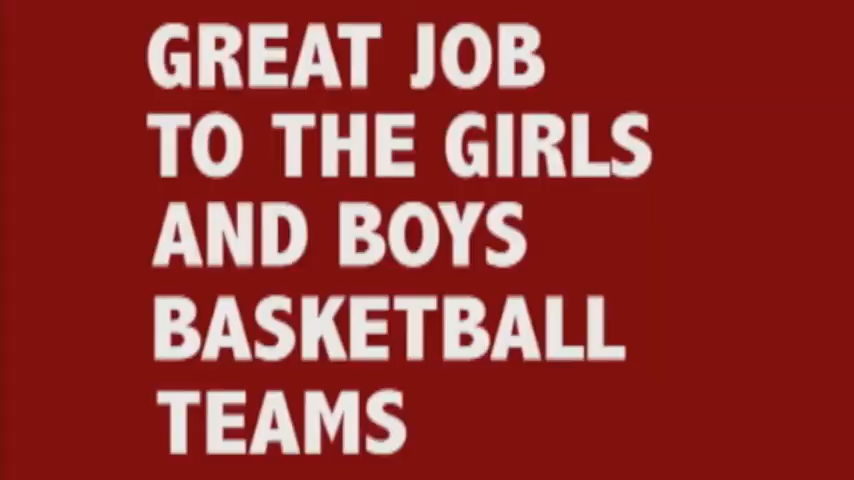 GREAT JOB
TO THE GIRLS
AND BOYS
BASKETBALL
TEAMS